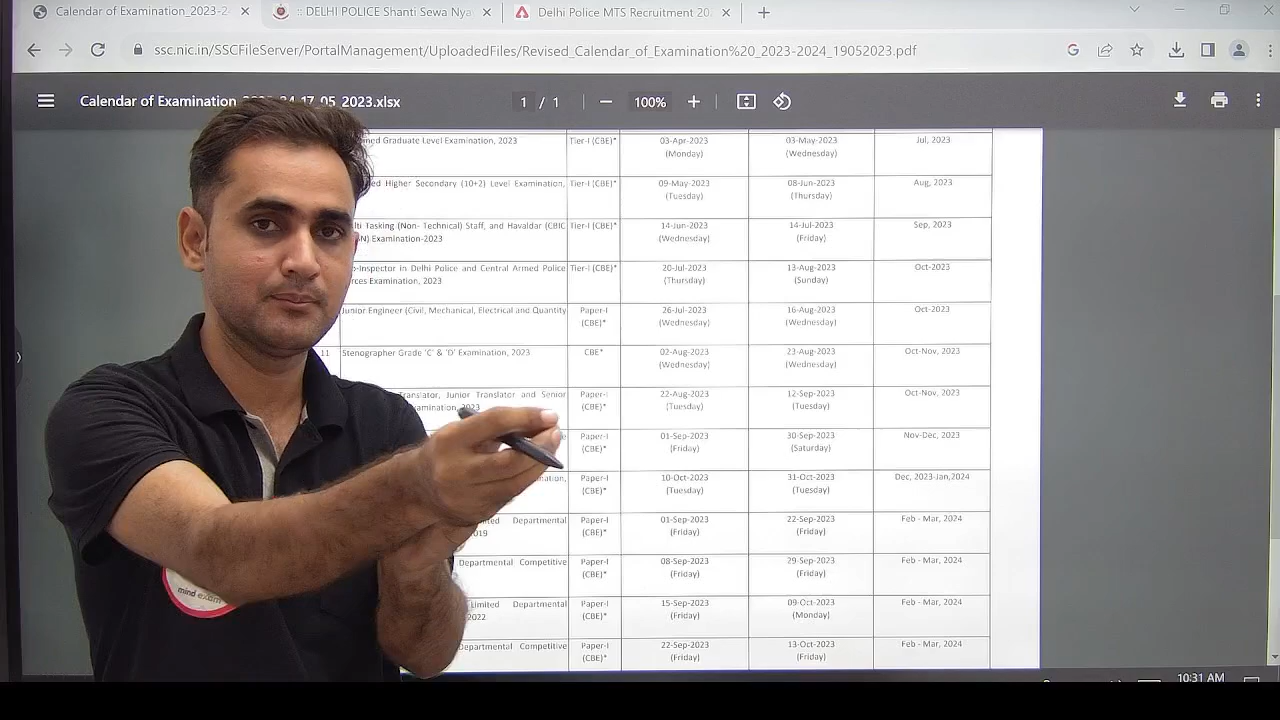 Calendar of Examination_2023-2
:: DELHI POLICE Shanti Sewa Nya
Delhi Police MTS Recruitment 20
ssc.nic.in/SSCFileServer/PortalManagement/UploadedFiles/Revised_Calendar_of_Examination%20_2023-2024_19052023.pdf
Calendar of Examination 24_17_05_2023.xlsx
1 / 1
100%
Graduate Level Examination, 2023 Tier-I (CBE)* 03-Apr-2023 03-May-2023 Jul, 2023
(Monday) (Wednesday)
Higher Secondary (10+2) Level Examination, Tier-I (CBE)* 09-May-2023 08-Jun-2023 Aug, 2023
(Tuesday) (Thursday)
Tasking (Non- Technical) Staff, and Havaldar (CBIC Tier-I (CBE)* 14-Jun-2023 14-Jul-2023 Sep, 2023
Examination-2023 (Wednesday) (Friday)
-Inspector in Delhi Police and Central Armed Police Tier-I (CBE)* 20-Jul-2023 13-Aug-2023 Oct-2023
Examination, 2023 (Thursday) (Sunday)
Junior Engineer (Civil, Mechanical, Electrical and Quantity Paper-I 26-Jul-2023 16-Aug-2023 Oct-2023
(CBE)* (Wednesday) (Wednesday)
11 Stenographer Grade 'C' & 'D' Examination, 2023 CBE* 02-Aug-2023 23-Aug-2023 Oct-Nov, 2023
(Wednesday) (Wednesday)
Translator, Junior Translator and Senior Paper-I 22-Aug-2023 12-Sep-2023 Oct-Nov, 2023
2023 (CBE)* (Tuesday) (Tuesday)
Paper-I 01-Sep-2023 30-Sep-2023 Nov-Dec, 2023
(CBE)* (Friday) (Saturday)
Paper-I 10-Oct-2023 31-Oct-2023 Dec, 2023-Jan,2024
(CBE)* (Tuesday) (Tuesday)
Departmental Paper-I 01-Sep-2023 22-Sep-2023 Feb - Mar, 2024
(CBE)* (Friday) (Friday)
Departmental Competitive Paper-I 08-Sep-2023 29-Sep-2023 Feb - Mar, 2024
(CBE)* (Friday) (Friday)
Limited Departmental Paper-I 15-Sep-2023 09-Oct-2023 Feb - Mar, 2024
(CBE)* (Friday) (Monday)
Departmental Competitive Paper-I 22-Sep-2023 13-Oct-2023 Feb - Mar, 2024
(CBE)* (Friday) (Friday)
mind exam
10:31 AM